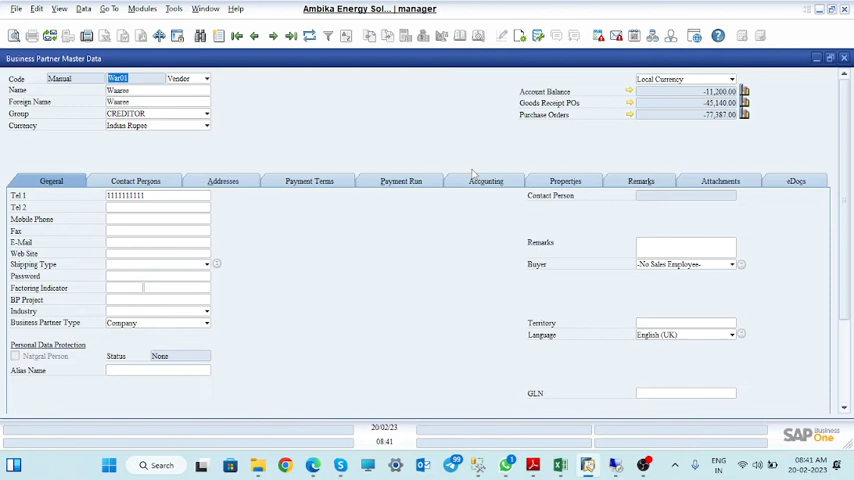 File Edit View Data Go To Modules Tools Window Help Ambika Energy Sol... | manager
Business Partner Master Data
Code Manual War01 Vendor Local Currency
Name Waaree Account Balance -11,200.00
Foreign Name Waaree Goods Receipt POs -45,140.00
Group CREDITOR Purchase Orders -77,387.00
Currency Indian Rupee
General Contact Persons Addresses Payment Terms Payment Run Accounting Properties Remarks Attachments eDocs
Tel 1 1111111111 Contact Person
Tel 2
Mobile Phone
Fax
E-Mail Remarks
Web Site
Shipping Type Buyer -No Sales Employee-
Password
Factoring Indicator
BP Project
Industry
Business Partner Type Company Territory
Language English (UK)
Personal Data Protection
Natural Person Status None
Alias Name
GLN
20/02/23
08:41
SAP Business One
Search 99 1 ENG IN 08:41 AM 20-02-2023